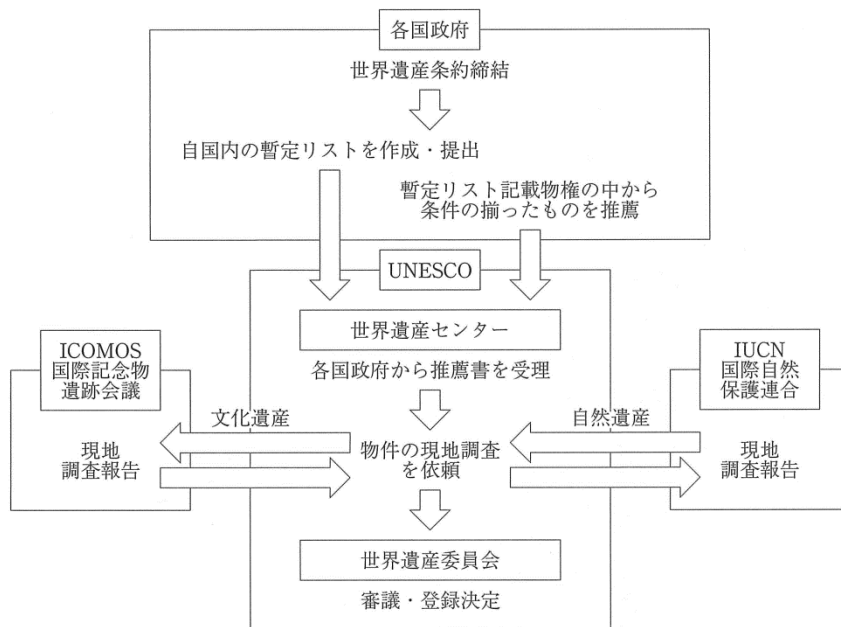 各国政府
世界遺産条約締結
自国内の暫定リストを作成・提出
暫定リスト記載物権の中から
条件の揃ったものを推薦
UNESCO
世界遺産センター
各国政府から推薦書を受理
ICOMOS
国際記念物
遺跡会議
IUCN
国際自然
保護連合
文化遺産
自然遺産
現地
調査報告
物件の現地調査
を依頼
現地
調査報告
世界遺産委員会
審議・登録決定